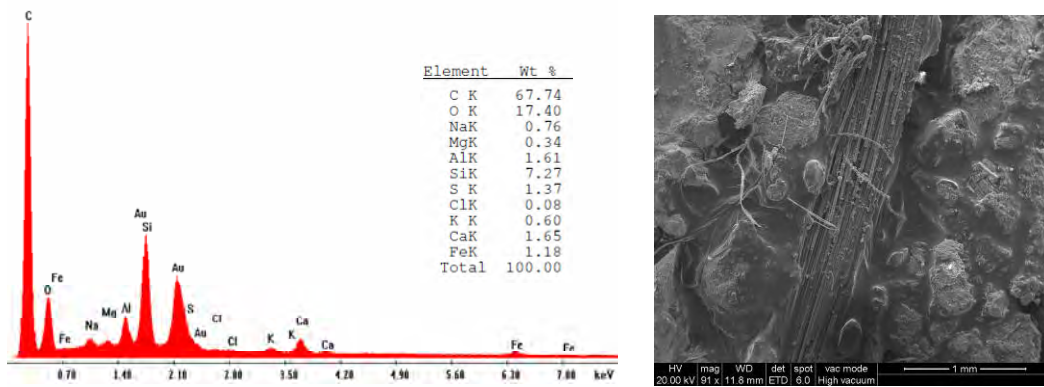 C
Element Wt %
C K 67.74
O K 17.40
NaK 0.76
MgK 0.34
AlK 1.61
SiK 7.27
S K 1.37
ClK 0.08
K K 0.60
CaK 1.65
FeK 1.18
Total 100.00
Au
Si
Au
Fe
O
S
Fe
Na
Mg
Al
Au
Cl
Cl
K
K
Ca
Ca
Fe
Fe
0.70 1.40 2.10 2.80 3.50 4.20 4.90 5.60 6.30 7.00 keV
HV mag WD det spot vac mode
20.00 kV 91 x 11.8 mm ETD 6.0 High vacuum
1 mm